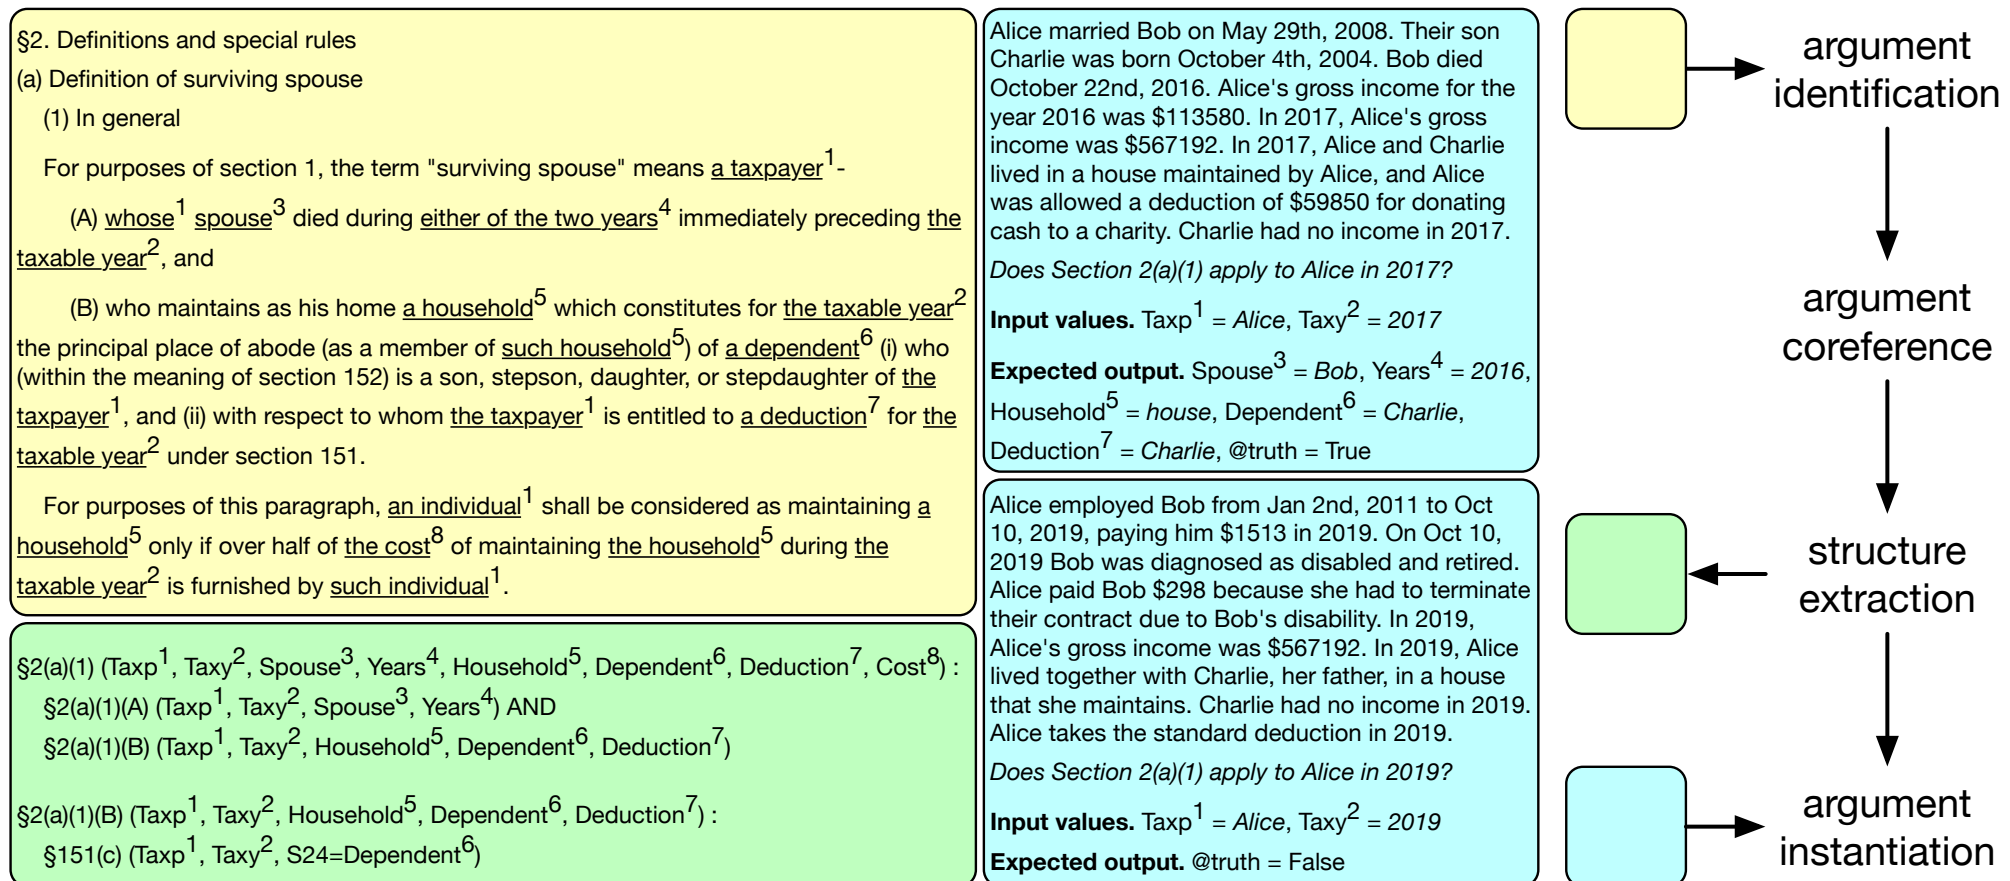 §2. Definitions and special rules
(a) Definition of surviving spouse
(1) In general
For purposes of section 1, the term "surviving spouse" means a taxpayer1-
(A) whose1 spouse3 died during either of the two years4 immediately preceding the
taxable year2, and
(B) who maintains as his home a household5 which constitutes for the taxable year2
the principal place of abode (as a member of such household5) of a dependent6 (i) who
(within the meaning of section 152) is a son, stepson, daughter, or stepdaughter of the
taxpayer1, and (ii) with respect to whom the taxpayer1 is entitled to a deduction7 for the
taxable year2 under section 151.
For purposes of this paragraph, an individual1 shall be considered as maintaining a
household5 only if over half of the cost8 of maintaining the household5 during the
taxable year2 is furnished by such individual1.
§2(a)(1) (Taxp1, Taxy2, Spouse3, Years4, Household5, Dependent6, Deduction7, Cost8) :
§2(a)(1)(A) (Taxp1, Taxy2, Spouse3, Years4) AND
§2(a)(1)(B) (Taxp1, Taxy2, Household5, Dependent6, Deduction7)
§2(a)(1)(B) (Taxp1, Taxy2, Household5, Dependent6, Deduction7) :
§151(c) (Taxp1, Taxy2, S24=Dependent6)
Alice married Bob on May 29th, 2008. Their son
Charlie was born October 4th, 2004. Bob died
October 22nd, 2016. Alice's gross income for the
year 2016 was $113580. In 2017, Alice's gross
income was $567192. In 2017, Alice and Charlie
lived in a house maintained by Alice, and Alice
was allowed a deduction of $59850 for donating
cash to a charity. Charlie had no income in 2017.
Does Section 2(a)(1) apply to Alice in 2017?
Input values. Taxp1 = Alice, Taxy2 = 2017
Expected output. Spouse3 = Bob, Years4 = 2016,
Household5 = house, Dependent6 = Charlie,
Deduction7 = Charlie, @truth = True
Alice employed Bob from Jan 2nd, 2011 to Oct
10, 2019, paying him $1513 in 2019. On Oct 10,
2019 Bob was diagnosed as disabled and retired.
Alice paid Bob $298 because she had to terminate
their contract due to Bob's disability. In 2019,
Alice's gross income was $567192. In 2019, Alice
lived together with Charlie, her father, in a house
that she maintains. Charlie had no income in 2019.
Alice takes the standard deduction in 2019.
Does Section 2(a)(1) apply to Alice in 2019?
Input values. Taxp1 = Alice, Taxy2 = 2019
Expected output. @truth = False
argument
identification
argument
coreference
structure
extraction
argument
instantiation